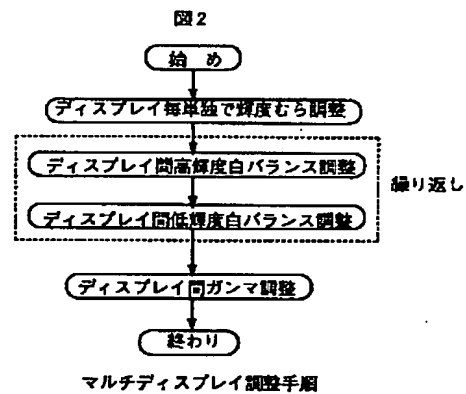 図2
始 め
ディスプレイ毎単独で輝度むら調整
ディスプレイ間高輝度白バランス調整
繰り返し
ディスプレイ間低輝度白バランス調整
ディスプレイ間ガンマ調整
終わり
マルチディスプレイ調整手順